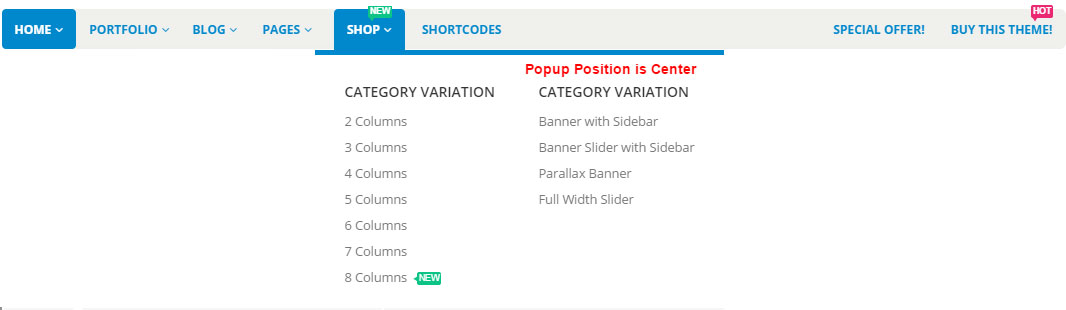 NEW
HOT
HOME PORTFOLIO BLOG PAGES SHOP SHORTCODES SPECIAL OFFER! BUY THIS THEME!
Popup Position is Center
CATEGORY VARIATION CATEGORY VARIATION
2 Columns Banner with Sidebar
3 Columns Banner Slider with Sidebar
4 Columns Parallax Banner
5 Columns Full Width Slider
6 Columns
7 Columns
8 Columns NEW